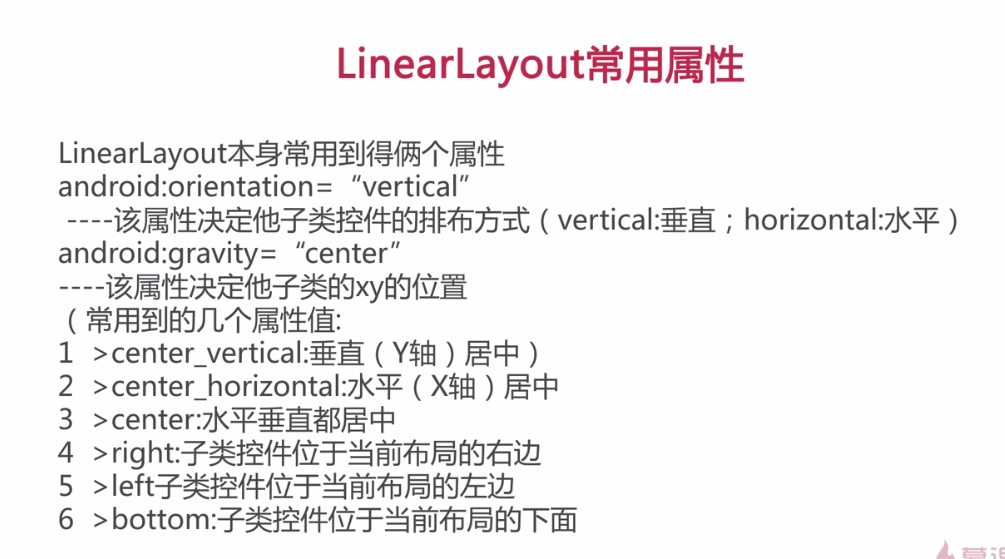 LinearLayout常用属性
LinearLayout本身常用到得俩个属性
android:orientation=“vertical”
----该属性决定他子类控件的排布方式（vertical:垂直；horizontal:水平）
android:gravity=“center”
----该属性决定他子类的xy的位置
（常用到的几个属性值:
1 >center_vertical:垂直（Y轴）居中）
2 >center_horizontal:水平（X轴）居中
3 >center:水平垂直都居中
4 >right:子类控件位于当前布局的右边
5 >left子类控件位于当前布局的左边
6 >bottom:子类控件位于当前布局的下面